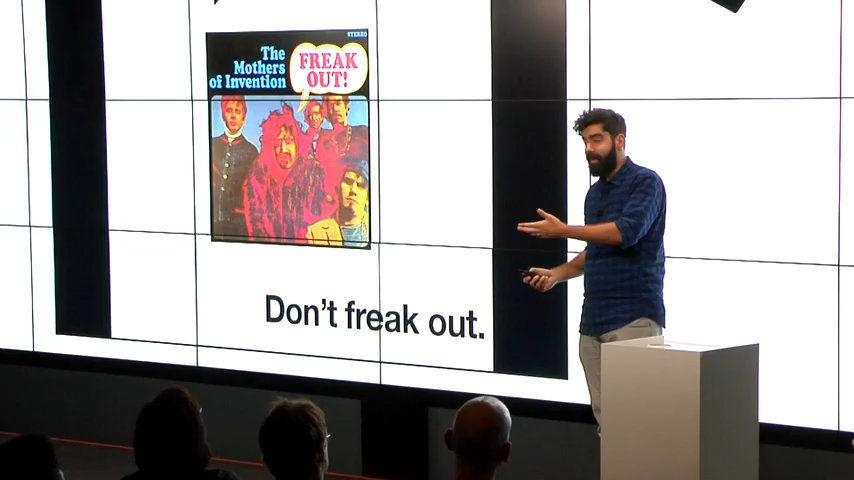 STEREO
The
Mothers
of Invention
FREAK
OUT!
Don't freak out.